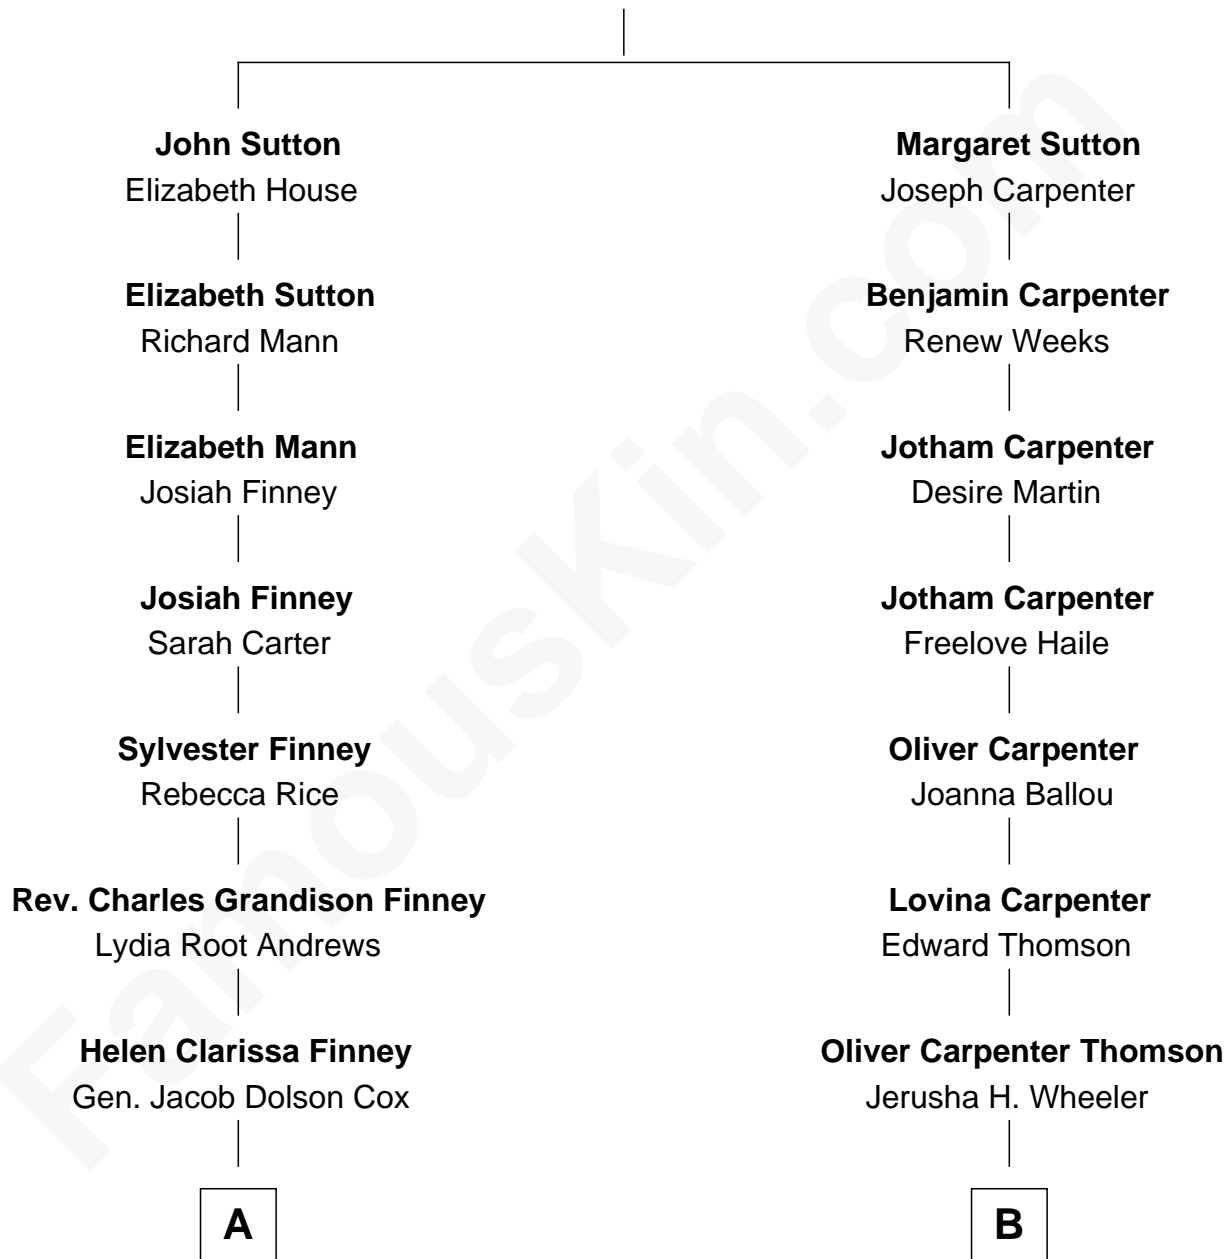 John Sutton
Elizabeth House
Margaret Sutton
Joseph Carpenter
Elizabeth Sutton
Richard Mann
Benjamin Carpenter
Renew Weeks
Elizabeth Mann
Josiah Finney
Jotham Carpenter
Desire Martin
Josiah Finney
Sarah Carter
Jotham Carpenter
Freelove Haile
Sylvester Finney
Rebecca Rice
Oliver Carpenter
Joanna Ballou
Rev. Charles Grandison Finney
Lydia Root Andrews
Lovina Carpenter
Edward Thomson
Helen Clarissa Finney
Gen. Jacob Dolson Cox
Oliver Carpenter Thomson
Jerusha H. Wheeler
A
B
FamousKin.com